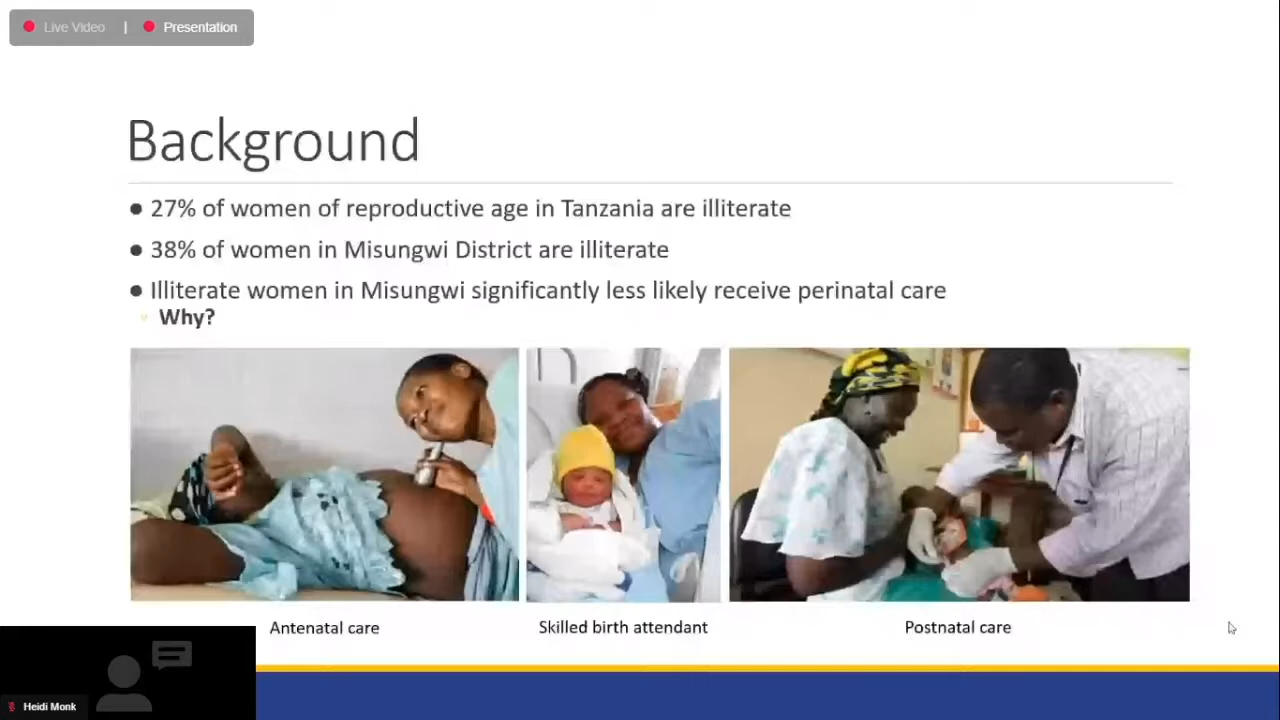 Live Video | Presentation
Background
● 27% of women of reproductive age in Tanzania are illiterate
● 38% of women in Misungwi District are illiterate
● Illiterate women in Misungwi significantly less likely receive perinatal care
Why?
Antenatal care
Skilled birth attendant
Postnatal care
Heidi Monk